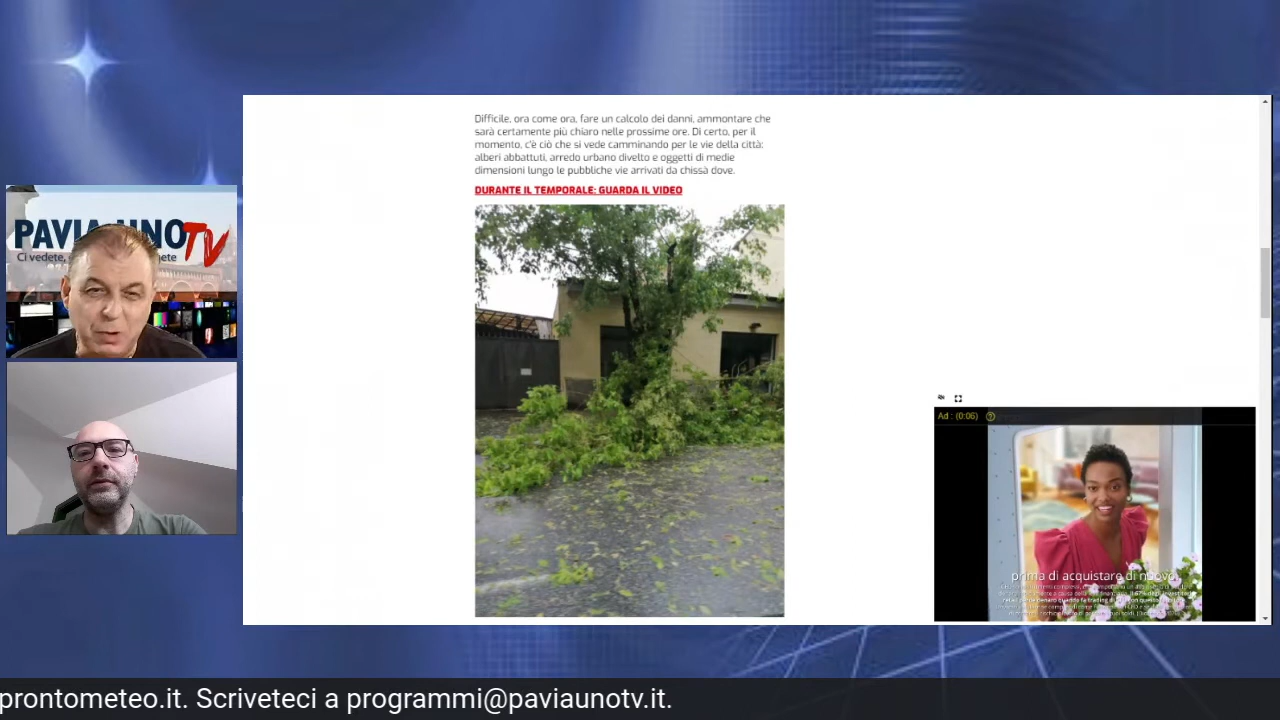 Difficile, ora come ora, fare un calcolo dei danni, ammontare che
sarà certamente più chiaro nelle prossime ore. Di certo, per il
momento, c'è ciò che si vede camminando per le vie della città:
alberi abbattuti, arredo urbano divelto e oggetti di medie
dimensioni lungo le pubbliche vie arrivati da chissà dove.
DURANTE IL TEMPORALE: GUARDA IL VIDEO
PAVIA UNO TV
Ci vedete,
Ad : (0:06)
prima di acquistare di nuovo
prontometeo.it. Scriveteci a programmi@paviaunotv.it.